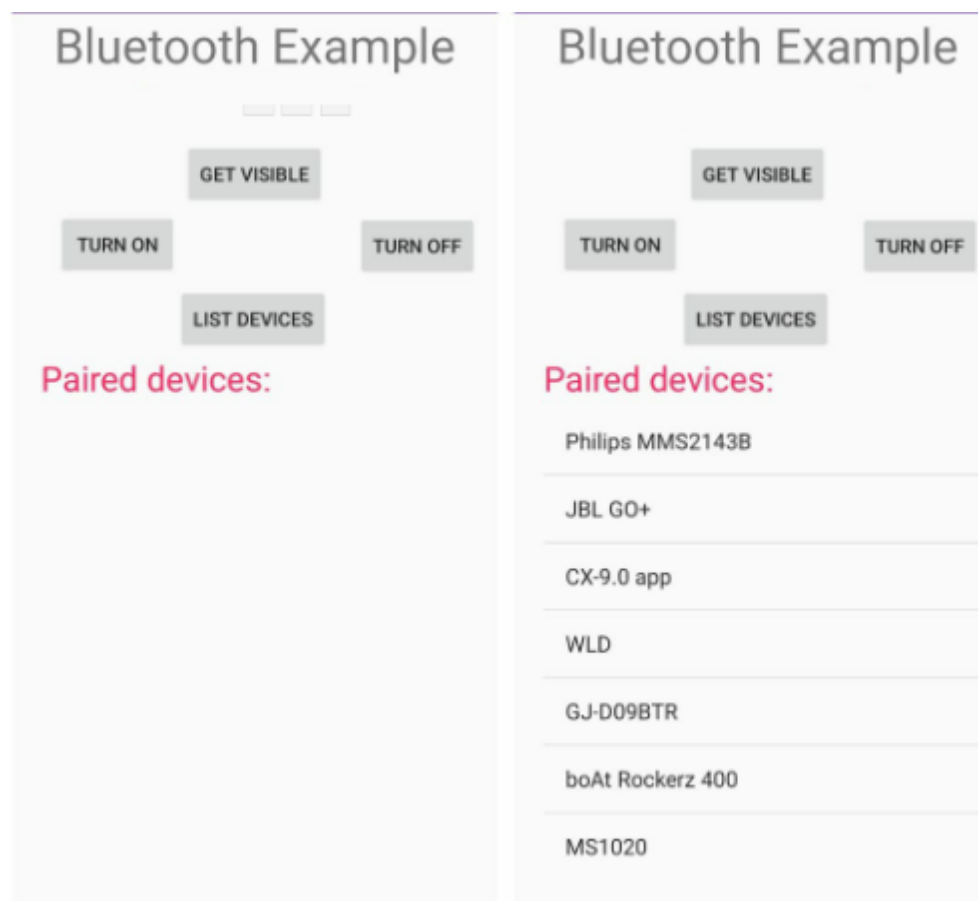 Bluetooth Example
GET VISIBLE
TURN ON TURN OFF
LIST DEVICES
Paired devices:
Bluetooth Example
GET VISIBLE
TURN ON TURN OFF
LIST DEVICES
Paired devices:
Philips MMS2143B
JBL GO+
CX-9.0 app
WLD
GJ-D09BTR
boAt Rockerz 400
MS1020